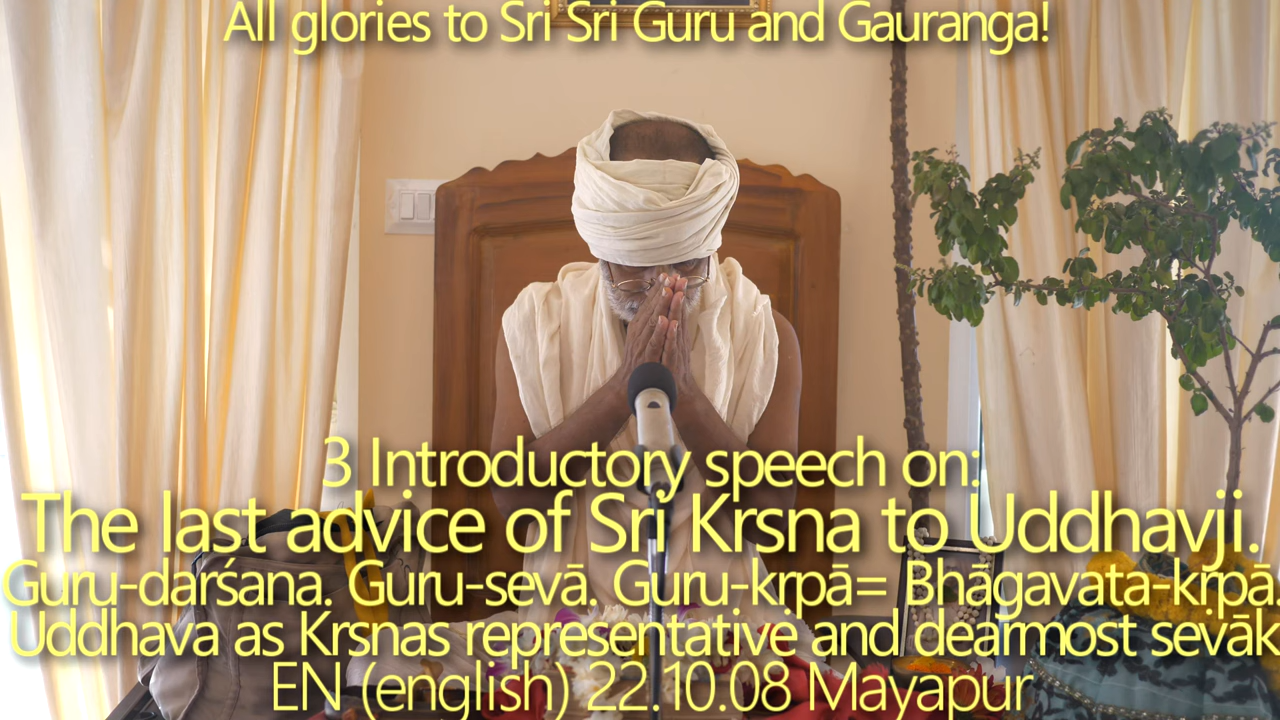 All glories to Sri Sri Guru and Gauranga!
3 Introductory speech on:
The last advice of Sri Krsna to Uddhavji.
Guru-darśana. Guru-sevā. Guru-krpā= Bhāgavata-krpā.
Uddhava as Krsnas representative and dearmost sevāk
EN (english) 22.10.08 Mayapur